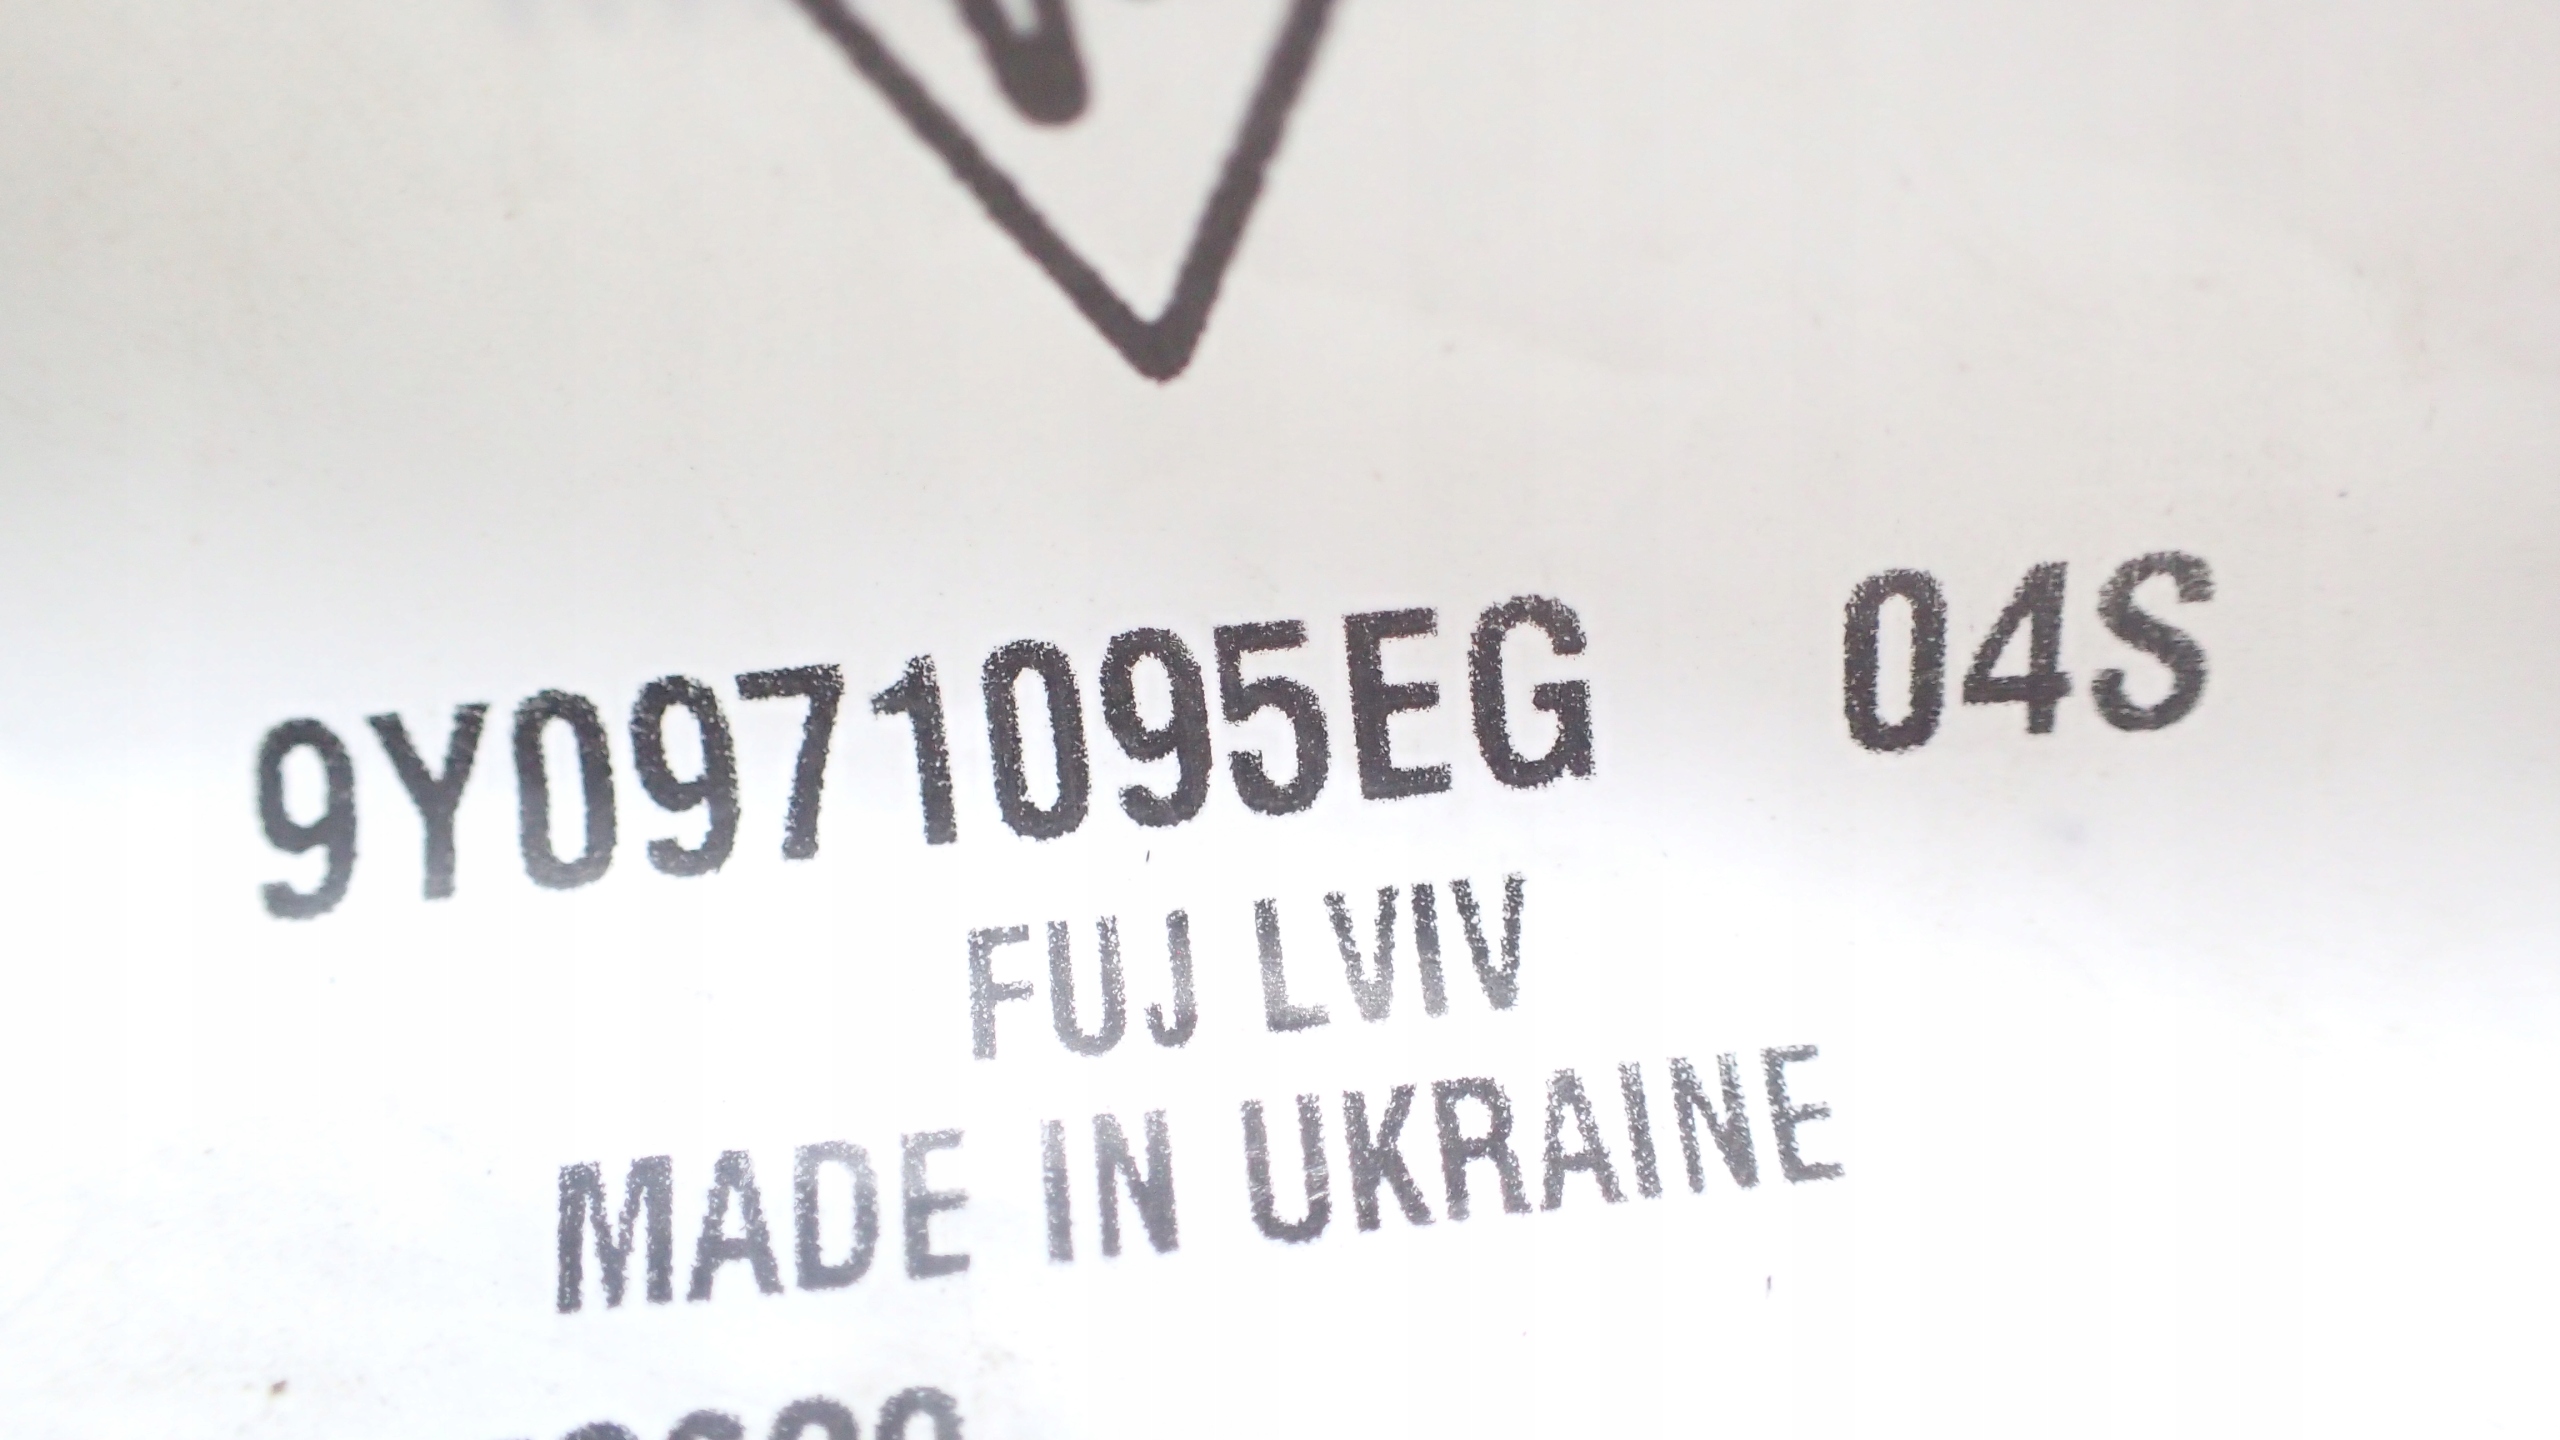 9Y0971095EG 04S
FUJ LVIV
MADE IN UKRAINE